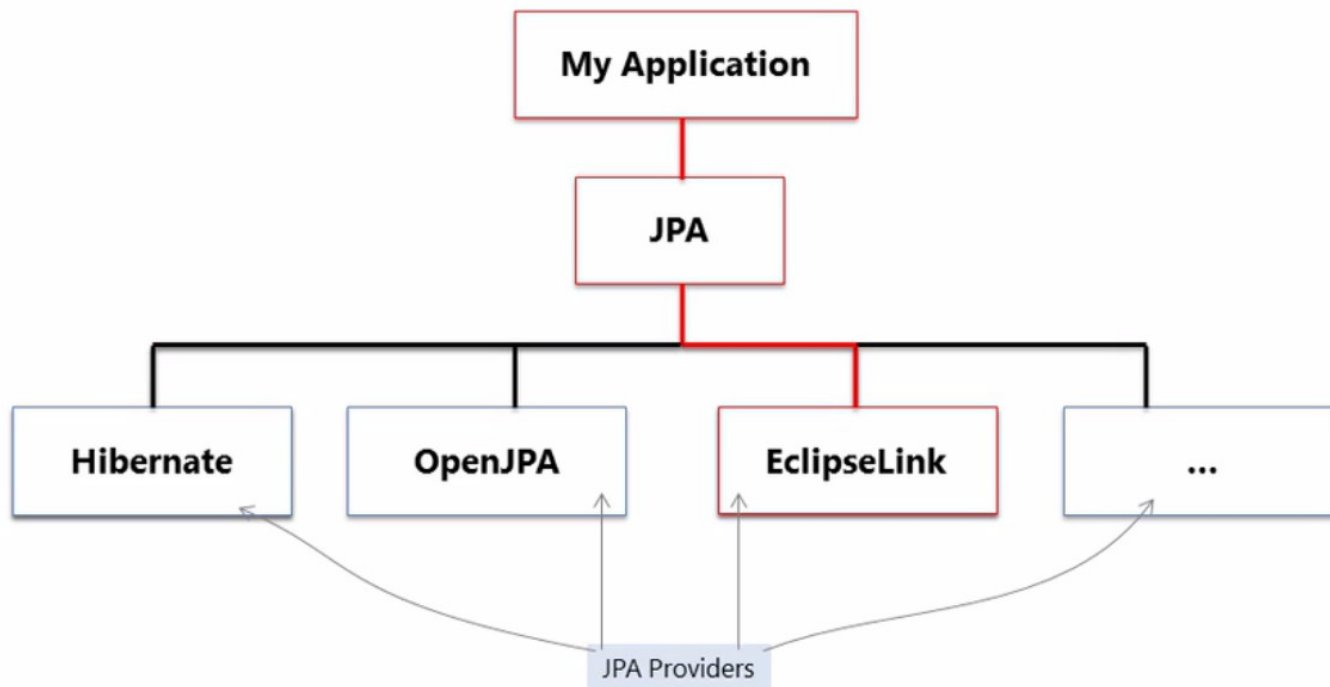 My Application
JPA
Hibernate
OpenJPA
EclipseLink
...
JPA Providers